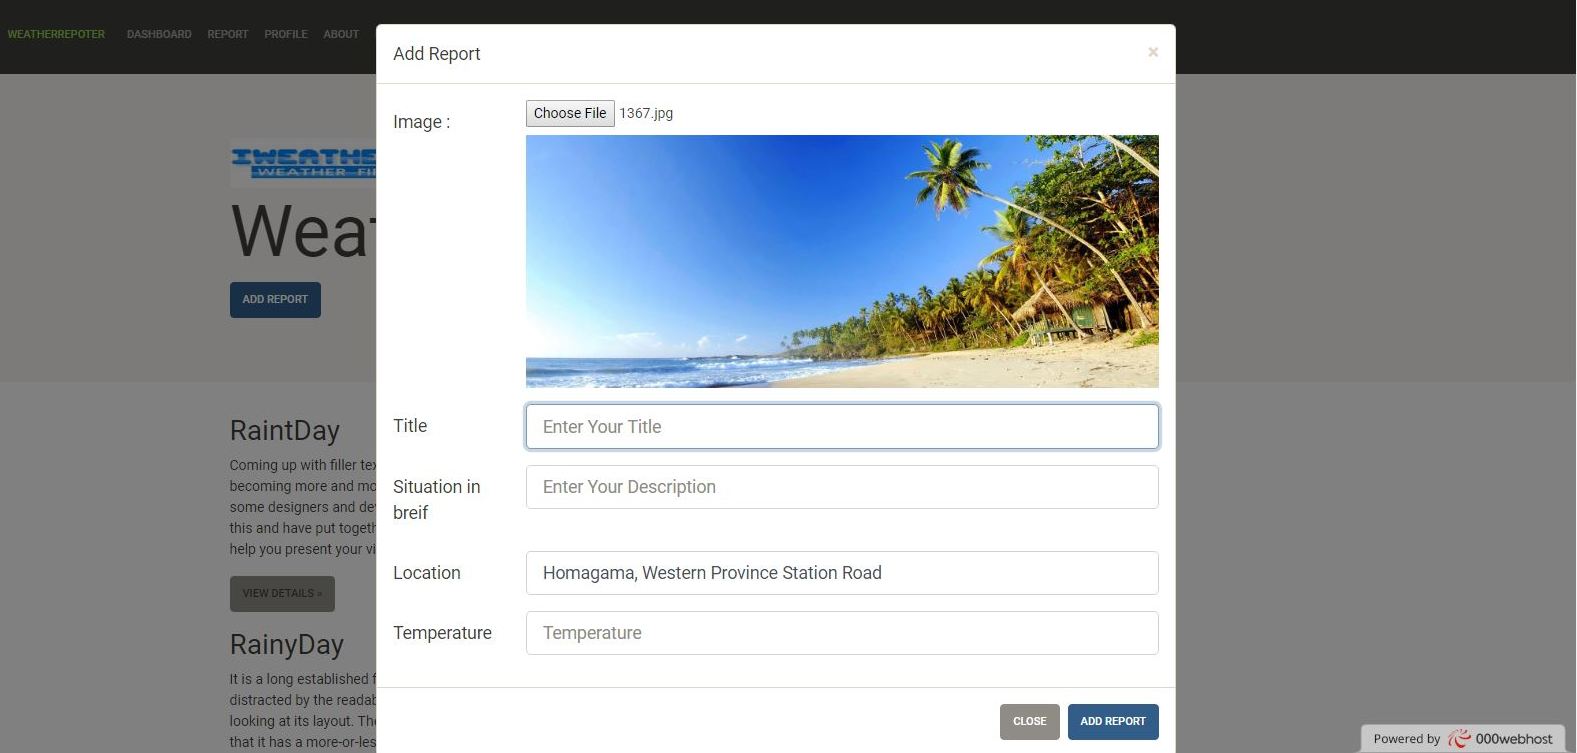 WEATHERREPOTER DASHBOARD REPORT PROFILE ABOUT
Add Report
×
Image :
Choose File 1367.jpg
IWEATHE
WEATHER FI
Weat
ADD REPORT
Title
Enter Your Title
Situation in
breif
Enter Your Description
Location
Homagama, Western Province Station Road
Temperature
Temperature
CLOSE
ADD REPORT
RaintDay
Coming up with filler tex
becoming more and mo
some designers and dev
this and have put togeth
help you present your vi
VIEW DETAILS »
RainyDay
It is a long established f
distracted by the readab
looking at its layout. The
that it has a more-or-les
Powered by 000webhost